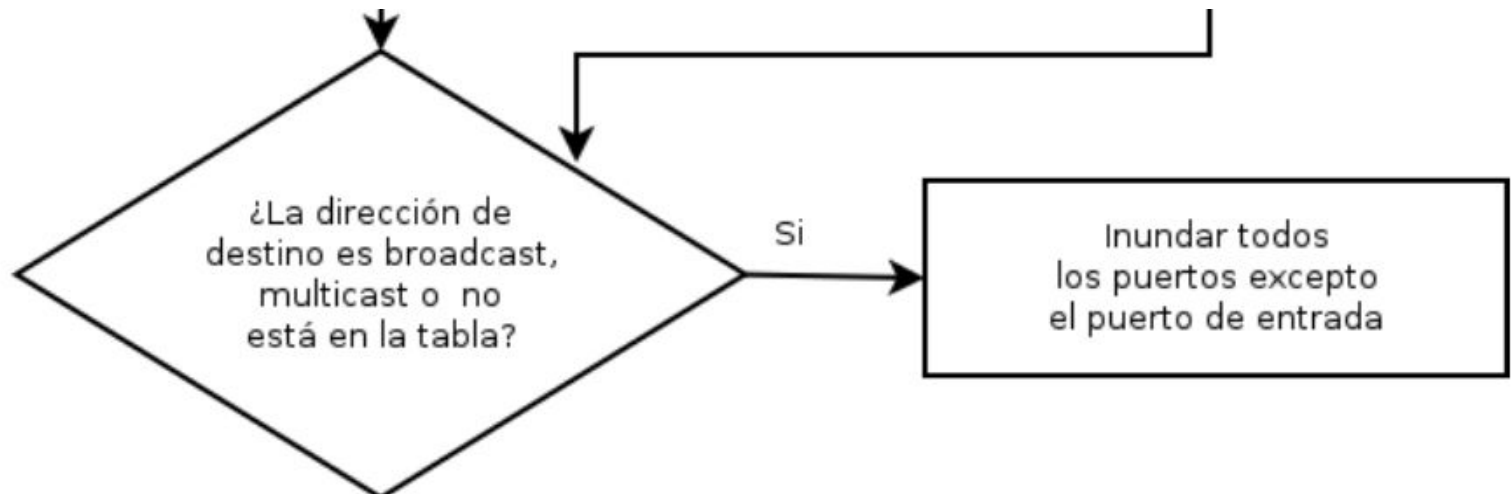 ¿La dirección de
destino es broadcast,
multicast o  no
está en la tabla?
Si
Inundar todos
los puertos excepto
el puerto de entrada